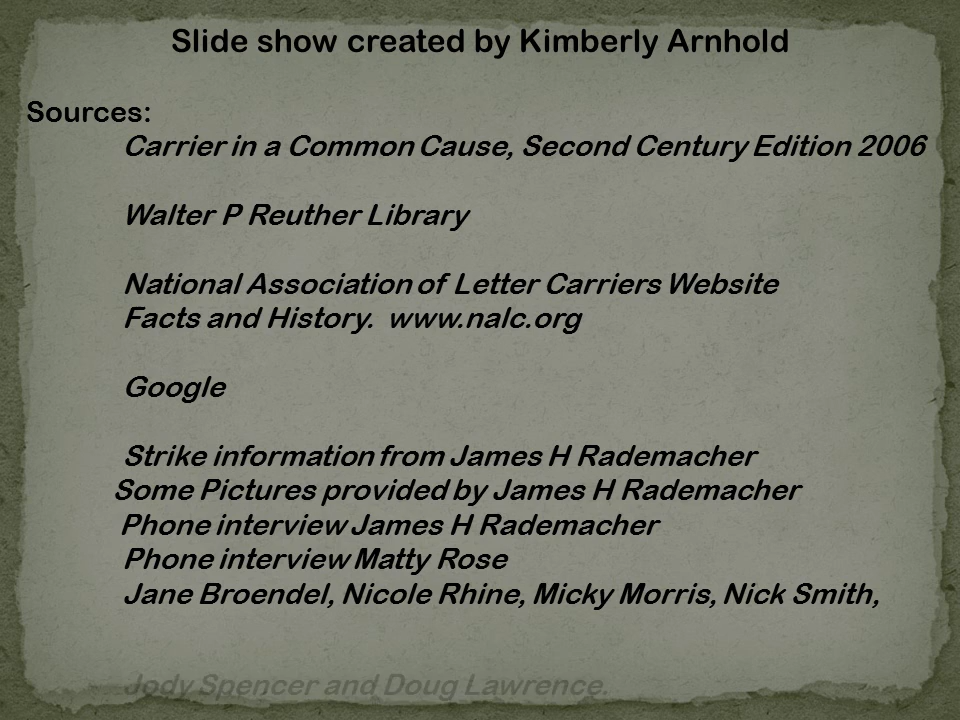 Slide show created by Kimberly Arnhold
Sources:
Carrier in a Common Cause, Second Century Edition 2006
Walter P Reuther Library
National Association of Letter Carriers Website
Facts and History. www.nalc.org
Google
Strike information from James H Rademacher
Some Pictures provided by James H Rademacher
Phone interview James H Rademacher
Phone interview Matty Rose
Jane Broendel, Nicole Rhine, Micky Morris, Nick Smith,
Jody Spencer and Doug Lawrence.